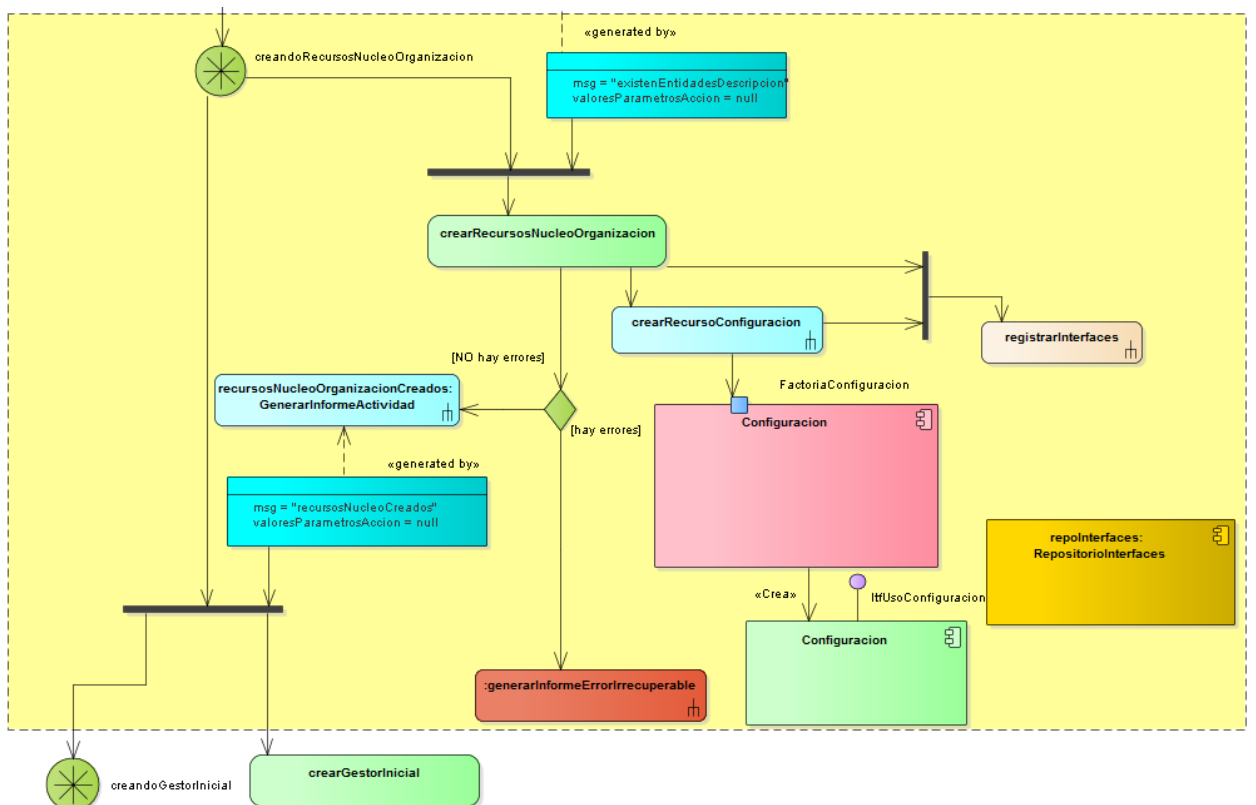 «generated by»
creandoRecursosNucleoOrganizacion
msg = "existenEntidadesDescripcion"
valoresParametrosAccion = null
crearRecursosNucleoOrganizacion
crearRecursoConfiguracion
registrarInterfaces
[NO hay errores]
recursosNucleoOrganizacionCreados:
GenerarInformeActividad
FactoriaConfiguracion
Configuracion
[hay errores]
«generated by»
msg = "recursosNucleoCreados"
valoresParametrosAccion = null
repoInterfaces:
RepositorioInterfaces
«Crea»
ItfUsoConfiguracion
Configuracion
:generarInformeErrorIrrecuperable
creandoGestorInicial
crearGestorInicial